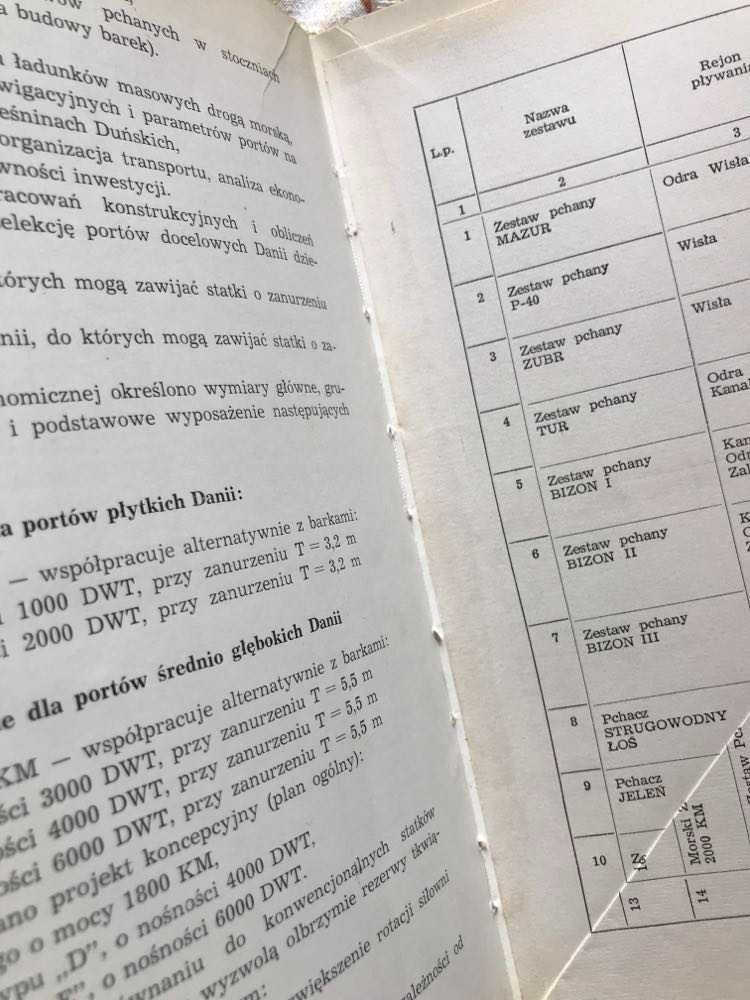 pchanych w stoczniach
a budowy barek).
ładunków masowych drogą morską,
wigacyjnych i parametrów portów na
eśninach Duńskich,
organizacja transportu, analiza ekono-
wności inwestycji.
racowań konstrukcyjnych i obliczeń
elekcję portów docelowych Danii dzie-
tórych mogą zawijać statki o zanurzeniu
nii, do których mogą zawijać statki o za-
nomicznej określono wymiary główne, gru-
i podstawowe wyposażenie następujących
a portów płytkich Danii:
— współpracuje alternatywnie z barkami:
i 1000 DWT, przy zanurzeniu T = 3,2 m
i 2000 DWT, przy zanurzeniu T = 3,2 m
e dla portów średnio głębokich Danii
KM — współpracuje alternatywnie z barkami:
ści 3000 DWT, przy zanurzeniu T = 5,5 m
ości 4000 DWT, przy zanurzeniu T = 5,5 m
ości 6000 DWT, przy zanurzeniu T = 5,5 m
ano projekt koncepcyjny (plan ogólny):
go o mocy 1800 KM,
ypu „D", o nośności 4000 DWT,
o nośności 6000 DWT.
ównaniu do konwencjonalnych statków
wyzwolą olbrzymie rezerwy tkwią-
większenie rotacji siłowni
zależności od
L.p.
Nazwa
zestawu
Rejon
pływania
1
2
3
1
Zestaw pchany
MAZUR
Odra Wisła
2
Zestaw pchany
P-40
Wisła
3
Zestaw pchany
ZUBR
Wisła
4
Zestaw pchany
TUR
Odra
Kanał
5
Zestaw pchany
BIZON I
Kan
Odr
Zal
6
Zestaw pchany
BIZON II
7
Zestaw pchany
BIZON III
8
Pchacz
STRUGOWODNY
ŁOŚ
9
Pchacz
JELEŃ
10
13
14
Morski z
2000 KM